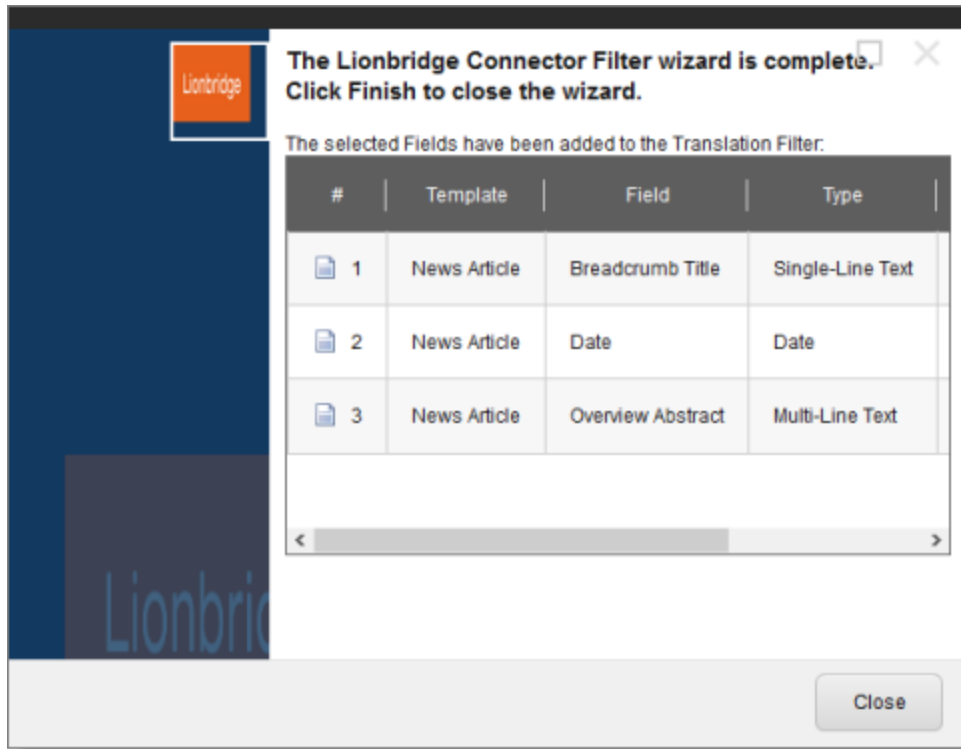 Lionbridge
The Lionbridge Connector Filter wizard is complete.
Click Finish to close the wizard.
The selected Fields have been added to the Translation Filter:
# Template Field Type
1 News Article Breadcrumb Title Single-Line Text
2 News Article Date Date
3 News Article Overview Abstract Multi-Line Text
Lionbrid
Close